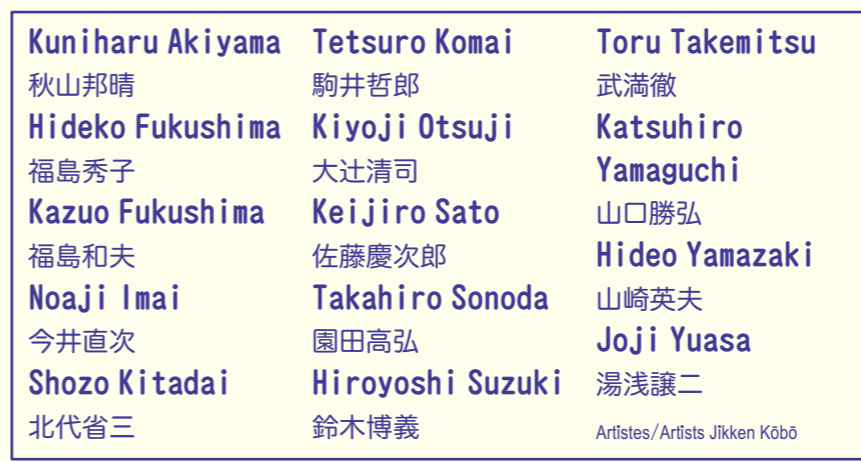 Kuniharu Akiyama
秋山邦晴
Hideko Fukushima
福島秀子
Kazuo Fukushima
福島和夫
Noaji Imai
今井直次
Shozo Kitadai
北代省三
Tetsuro Komai
駒井哲郎
Kiyoji Otsuji
大辻清司
Keijiro Sato
佐藤慶次郎
Takahiro Sonoda
園田高弘
Hiroyoshi Suzuki
鈴木博義
Toru Takemitsu
武満徹
Katsuhiro
Yamaguchi
山口勝弘
Hideo Yamazaki
山崎英夫
Joji Yuasa
湯浅譲二
Artistes/Artists Jikken Kōbō